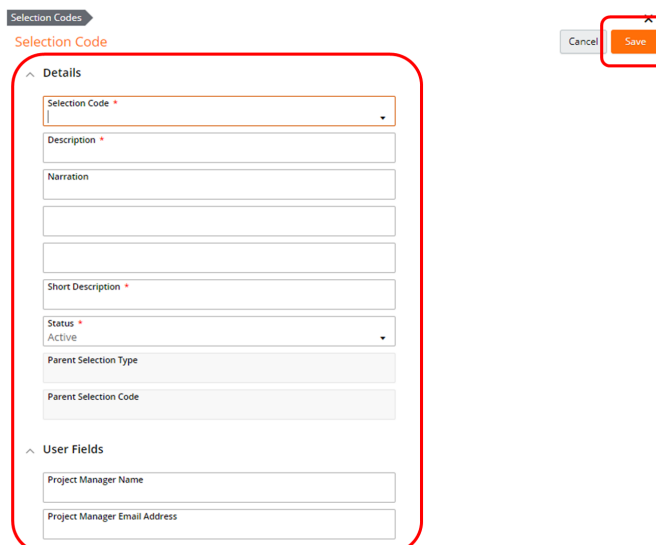 Selection Codes
Selection Code
Cancel
Save
Details
Selection Code *
Description *
Narration
Short Description *
Status *
Active
Parent Selection Type
Parent Selection Code
User Fields
Project Manager Name
Project Manager Email Address